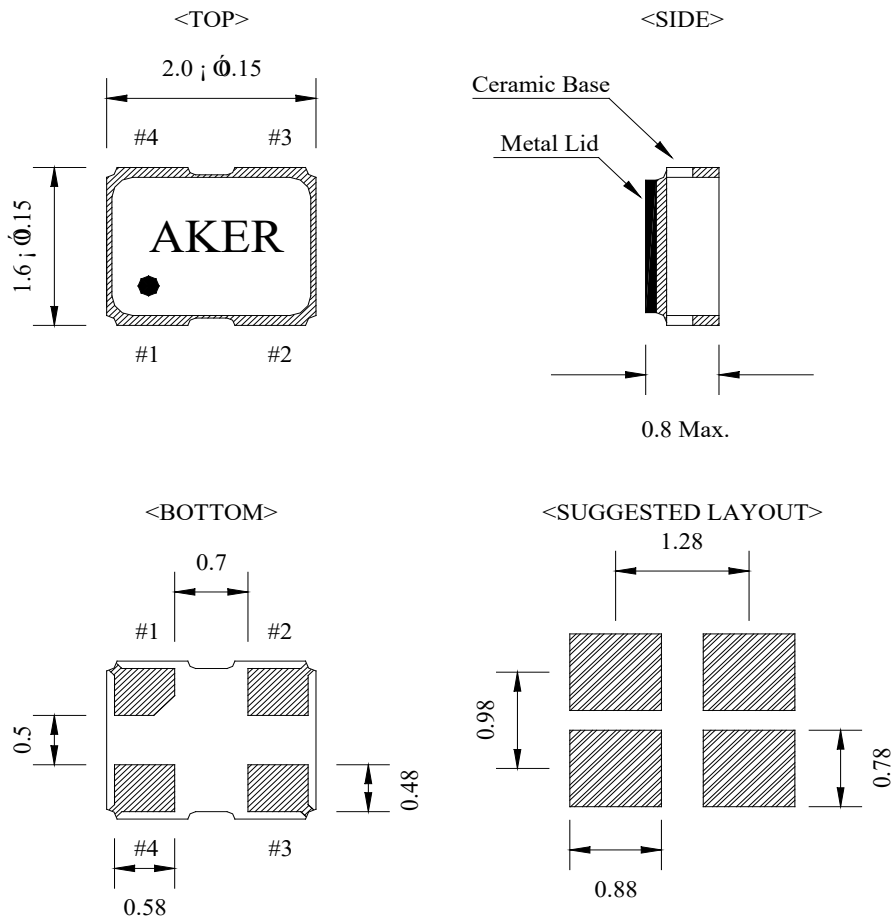 <TOP>
2.0 ¡ Ó0.15
#4 #3
1.6 ¡ Ó0.15
AKER
#1 #2
<SIDE>
Ceramic Base
Metal Lid
0.8 Max.
<BOTTOM>
0.7
#1 #2
0.5
0.48
#4 #3
0.58
<SUGGESTED LAYOUT>
1.28
0.98
0.78
0.88